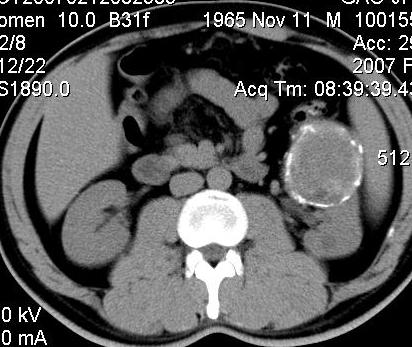 omen 10.0 B31f
1965 Nov 11 M 100155
2/8
Acc: 29
12/22
2007 F
S1890.0
Acq Tm: 08:39:39.43
512
0 kV
0 mA